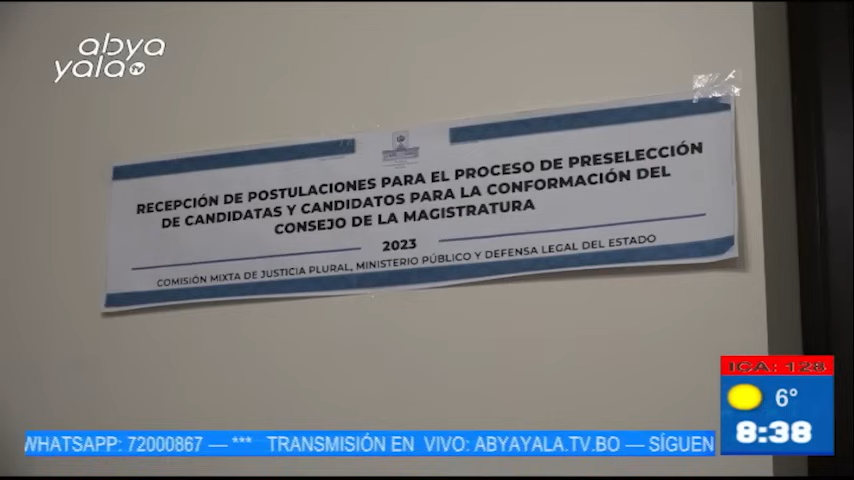 abya
yala tv
RECEPCIÓN DE POSTULACIONES PARA EL PROCESO DE PRESELECCIÓN
DE CANDIDATAS Y CANDIDATOS PARA LA CONFORMACIÓN DEL
CONSEJO DE LA MAGISTRATURA
2023
COMISIÓN MIXTA DE JUSTICIA PLURAL, MINISTERIO PÚBLICO Y DEFENSA LEGAL DEL ESTADO
ICA: 128
6°
8:38
WHATSAPP: 72000867 — *** TRANSMISIÓN EN VIVO: ABYAYALA.TV.BO — SÍGUEN